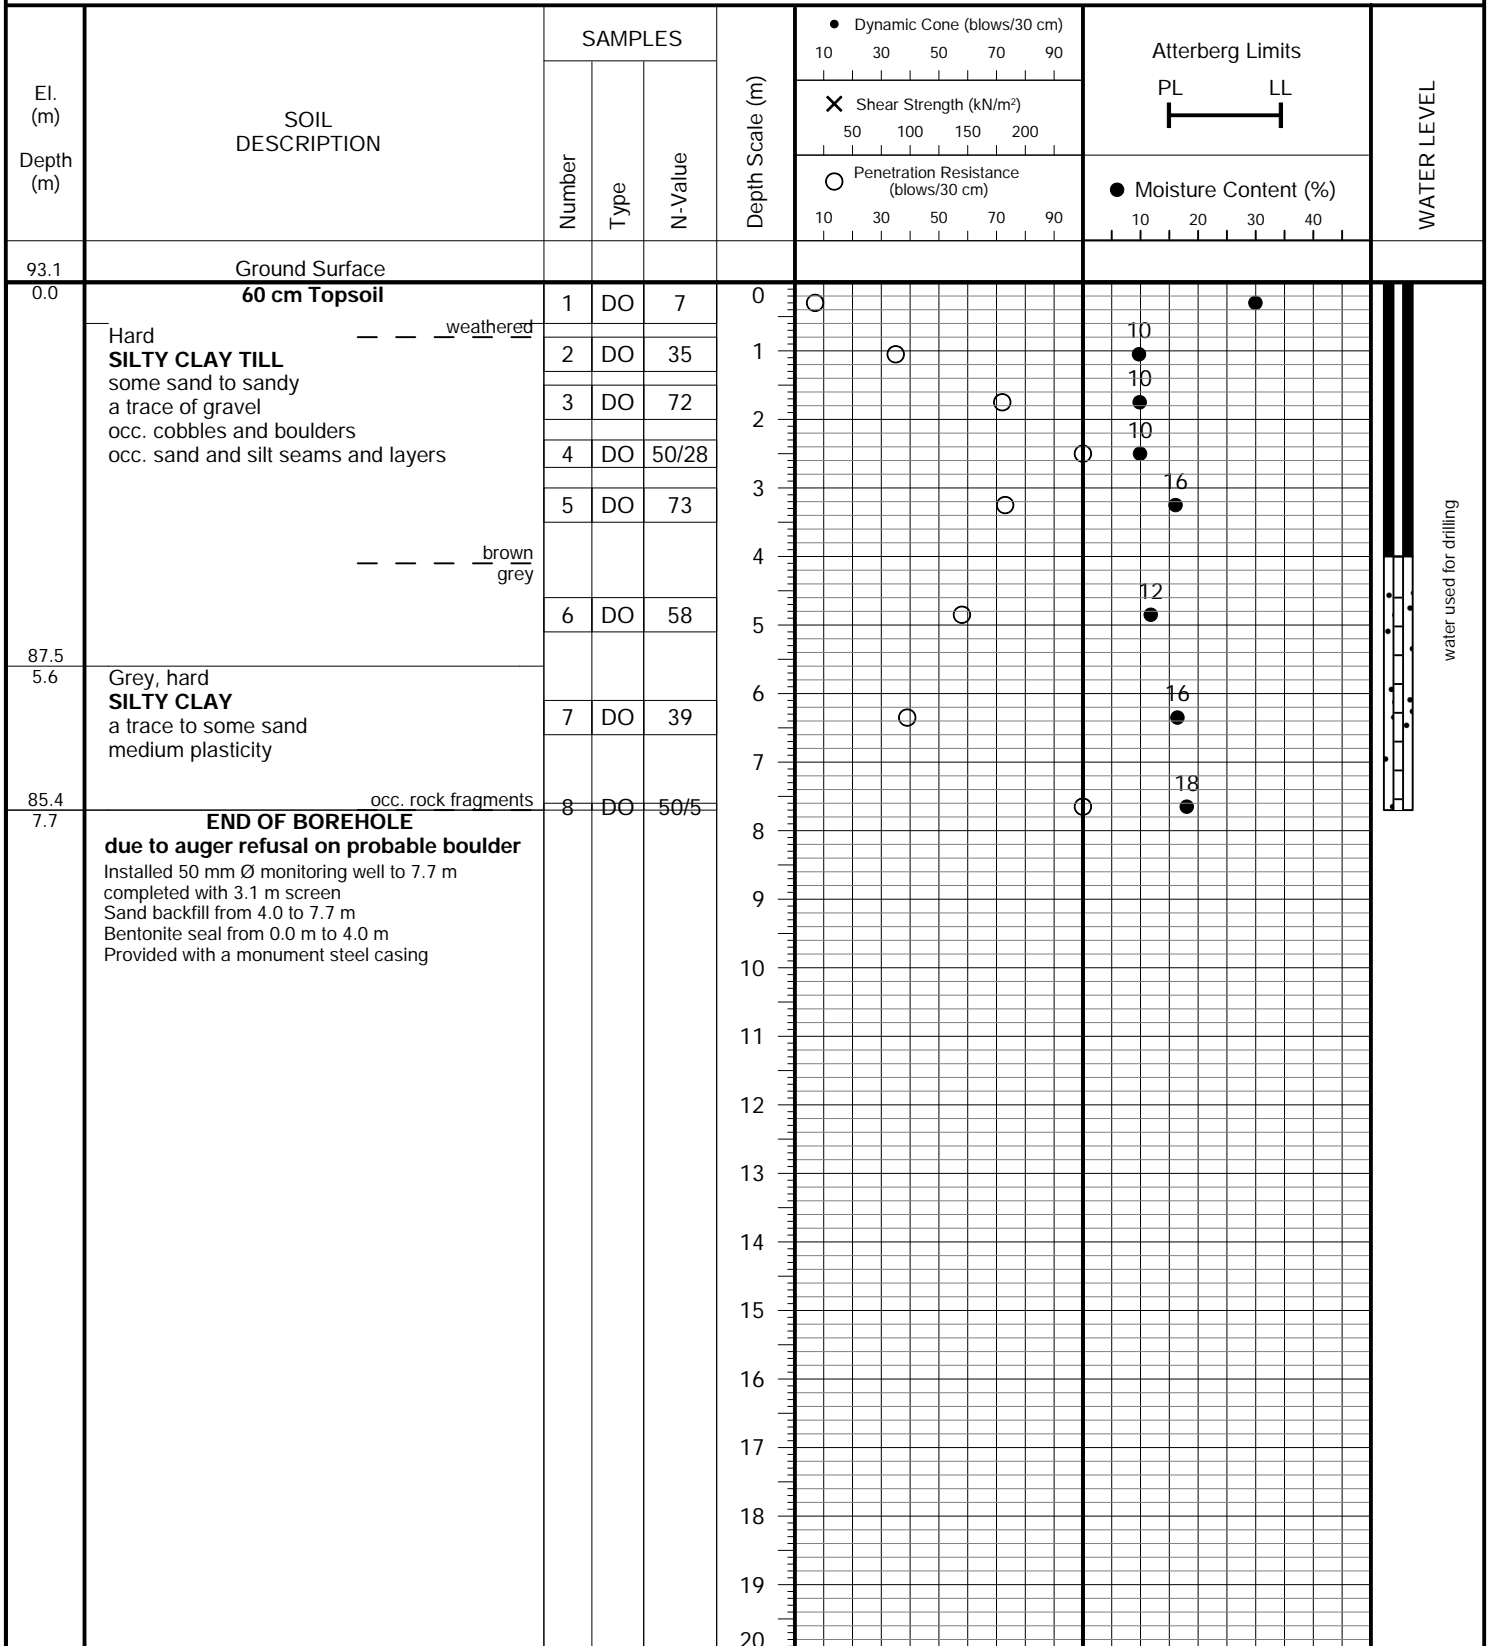 El.
(m)
Depth
(m)
SOIL
DESCRIPTION
SAMPLES
Number
Type
N-Value
Depth Scale (m)
Dynamic Cone (blows/30 cm)
10 30 50 70 90
Shear Strength (kN/m²)
50 100 150 200
Penetration Resistance
(blows/30 cm)
10 30 50 70 90
Atterberg Limits
PL LL
Moisture Content (%)
10 20 30 40
WATER LEVEL
93.1
Ground Surface
0.0
60 cm Topsoil
1 DO 7
0
weathered
Hard
SILTY CLAY TILL
some sand to sandy
a trace of gravel
occ. cobbles and boulders
occ. sand and silt seams and layers
2 DO 35
1
10
3 DO 72
10
2
4 DO 50/28
10
3
5 DO 73
16
brown
grey
4
6 DO 58
12
5
water used for drilling
87.5
5.6
Grey, hard
SILTY CLAY
a trace to some sand
medium plasticity
6
7 DO 39
16
7
85.4
7.7
occ. rock fragments
8 DO 50/5
18
END OF BOREHOLE
due to auger refusal on probable boulder
Installed 50 mm Ø monitoring well to 7.7 m
completed with 3.1 m screen
Sand backfill from 4.0 to 7.7 m
Bentonite seal from 0.0 m to 4.0 m
Provided with a monument steel casing
8
9
10
11
12
13
14
15
16
17
18
19
20